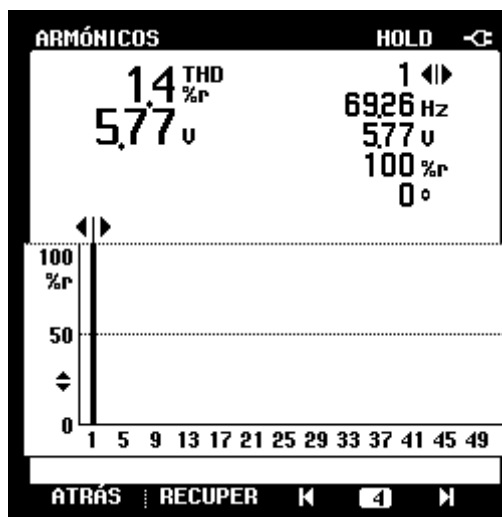 ARMÓNICOS HOLD
1.4 THD %r
5.77 V
1
69.26 Hz
5.77 V
100 %r
0 °
100
%r
50
0
1 5 9 13 17 21 25 29 33 37 41 45 49
ATRÁS RECUPER 4